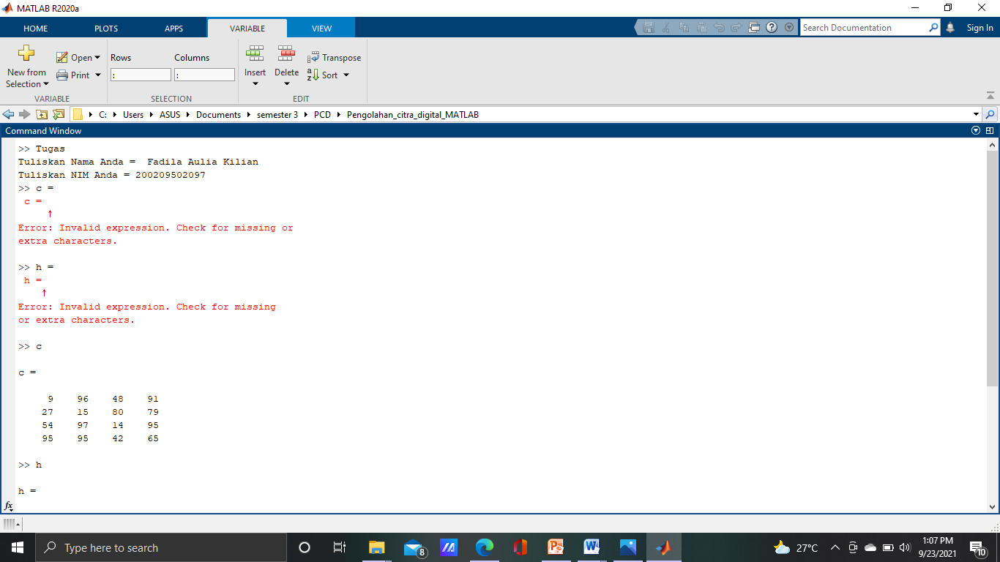 MATLAB R2020a
HOME PLOTS APPS VARIABLE VIEW Search Documentation Sign In
New from Selection Open Print Rows : Columns : Insert Delete Transpose Sort
VARIABLE SELECTION EDIT
C: Users ASUS Documents semester 3 PCD Pengolahan_citra_digital_MATLAB
Command Window
>> Tugas
Tuliskan Nama Anda =  Fadila Aulia Kilian
Tuliskan NIM Anda = 200209502097
>> c =
c =
↑
Error: Invalid expression. Check for missing or
extra characters.
>> h =
h =
↑
Error: Invalid expression. Check for missing
or extra characters.
>> c
c =
9 96 48 91
27 15 80 79
54 97 14 95
95 95 42 65
>> h
h =
fx
Type here to search 8 27°C 1:07 PM
9/23/2021 10